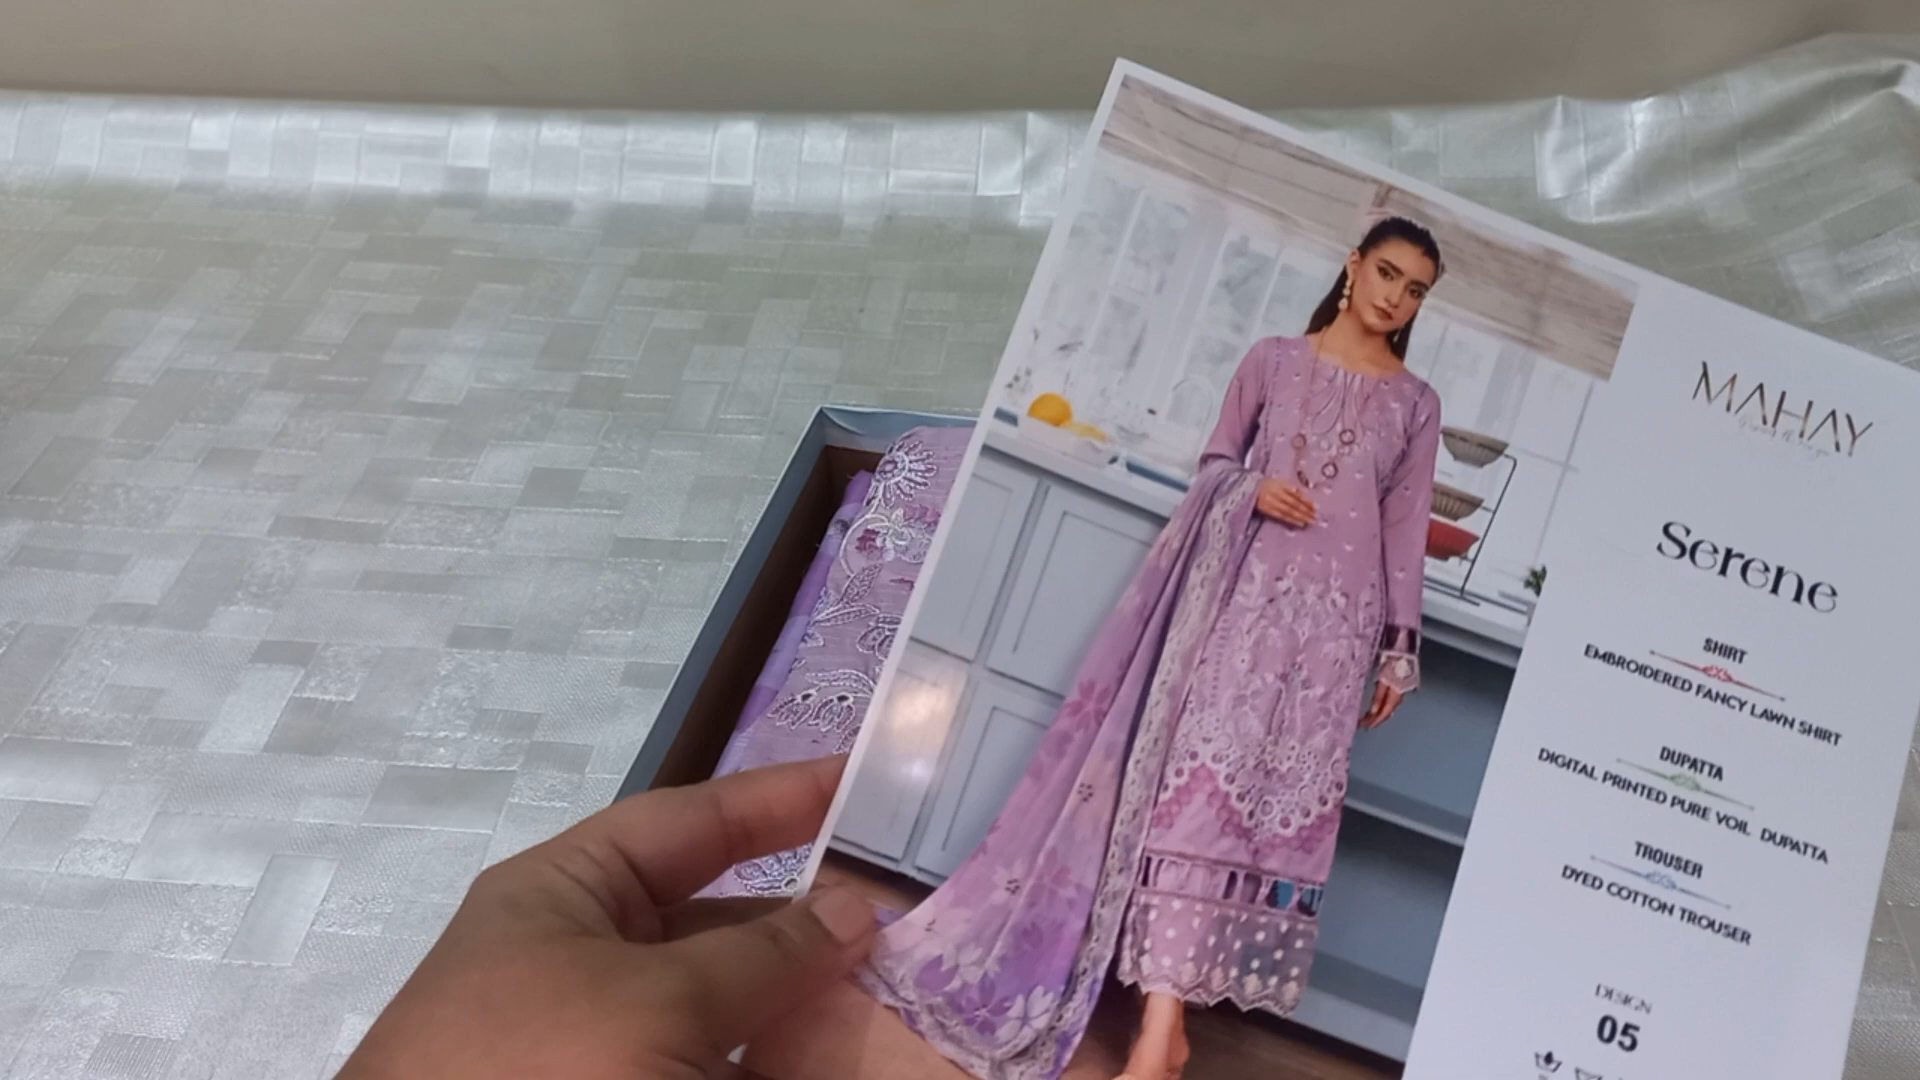 MAHAY
Serene
SHIRT
EMBROIDERED FANCY LAWN SHIRT
DUPATTA
DIGITAL PRINTED PURE VOIL DUPATTA
TROUSER
DYED COTTON TROUSER
DESIGN
05